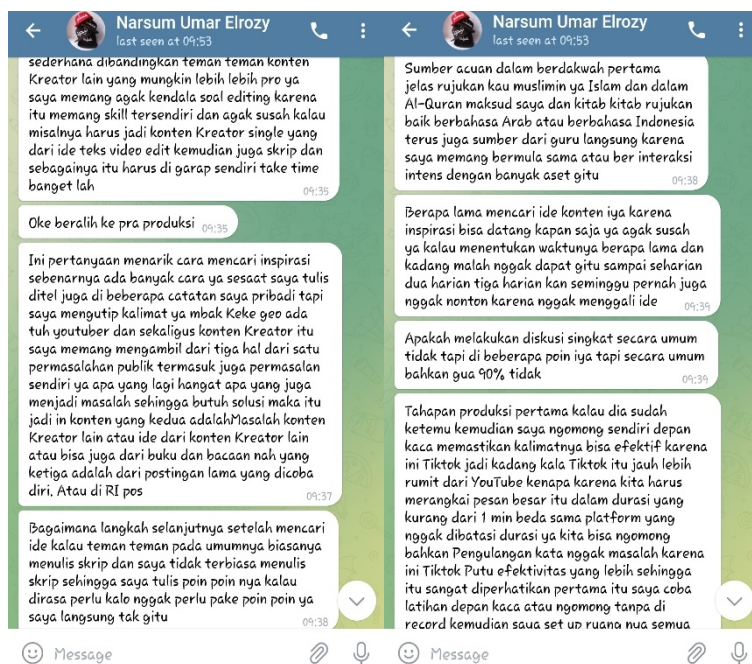 Narsum Umar Elrozy
last seen at 09:53
sederhana dibandingkan teman teman konten
Kreator lain yang mungkin lebih lebih pro ya
saya memang agak kendala soal editing karena
itu memang skill tersendiri dan agak susah kalau
misalnya harus jadi konten Kreator single yang
dari ide teks video edit kemudian juga skrip dan
sebagainya itu harus di garap sendiri take time
banget lah
09:35
Oke beralih ke pra produksi 09:35
Ini pertanyaan menarik cara mencari inspirasi
sebenarnya ada banyak cara ya sesaat saya tulis
ditel juga di beberapa catatan saya pribadi tapi
saya mengutip kalimat ya mbak Keke geo ada
tuh youtuber dan sekaligus konten Kreator itu
saya memang mengambil dari tiga hal dari satu
permasalahan publik termasuk juga permasalan
sendiri ya apa yang lagi hangat apa yang juga
menjadi masalah sehingga butuh solusi maka itu
jadi in konten yang kedua adalahMasalah konten
Kreator lain atau ide dari konten Kreator lain
atau bisa juga dari buku dan bacaan nah yang
ketiga adalah dari postingan lama yang dicoba
diri. Atau di RI pos
09:37
Bagaimana langkah selanjutnya setelah mencari
ide kalau teman teman pada umumnya biasanya
menulis skrip dan saya tidak terbiasa menulis
skrip sehingga saya tulis poin poin nya kalau
dirasa perlu kalo nggak perlu pake poin poin ya
saya langsung tak gitu
09:38
Message
Narsum Umar Elrozy
last seen at 09:53
Sumber acuan dalam berdakwah pertama
jelas rujukan kau muslimin ya Islam dan dalam
Al-Quran maksud saya dan kitab kitab rujukan
baik berbahasa Arab atau berbahasa Indonesia
terus juga sumber dari guru langsung karena
saya memang bermula sama atau ber interaksi
intens dengan banyak aset gitu
09:38
Berapa lama mencari ide konten iya karena
inspirasi bisa datang kapan saja ya agak susah
ya kalau menentukan waktunya berapa lama dan
kadang malah nggak dapat gitu sampai seharian
dua harian tiga harian kan seminggu pernah juga
nggak nonton karena nggak menggali ide
09:39
Apakah melakukan diskusi singkat secara umum
tidak tapi di beberapa poin iya tapi secara umum
bahkan gua 90% tidak
09:39
Tahapan produksi pertama kalau dia sudah
ketemu kemudian saya ngomong sendiri depan
kaca memastikan kalimatnya bisa efektif karena
ini Tiktok jadi kadang kala Tiktok itu jauh lebih
rumit dari YouTube kenapa karena kita harus
merangkai pesan besar itu dalam durasi yang
kurang dari 1 min beda sama platform yang
nggak dibatasi durasi ya kita bisa ngomong
bahkan Pengulangan kata nggak masalah karena
ini Tiktok Putu efektivitas yang lebih sehingga
itu sangat diperhatikan pertama itu saya coba
latihan depan kaca atau ngomong tanpa di
record kemudian saya set up ruang nya semua
Message